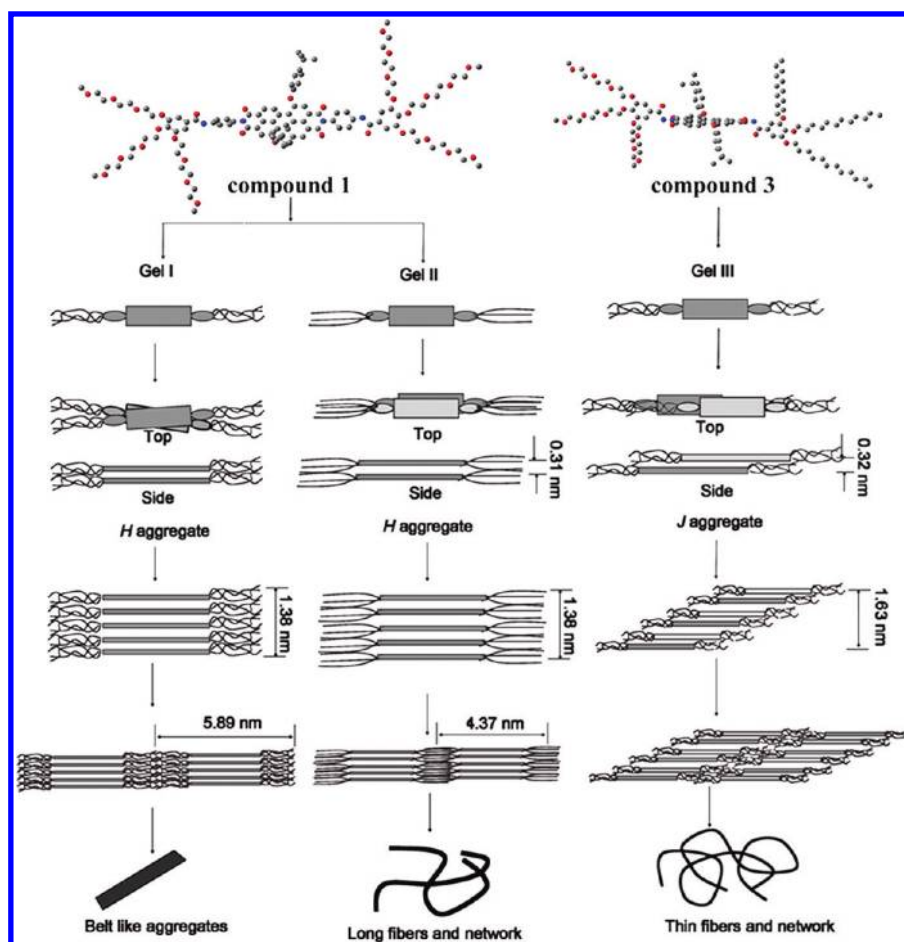 compound 1
compound 3
Gel I
Gel II
Gel III
Top
Top
Top
0.31 nm
0.32 nm
Side
Side
Side
H aggregate
H aggregate
J aggregate
1.38 nm
1.38 nm
1.63 nm
5.89 nm
4.37 nm
Belt like aggregates
Long fibers and network
Thin fibers and network